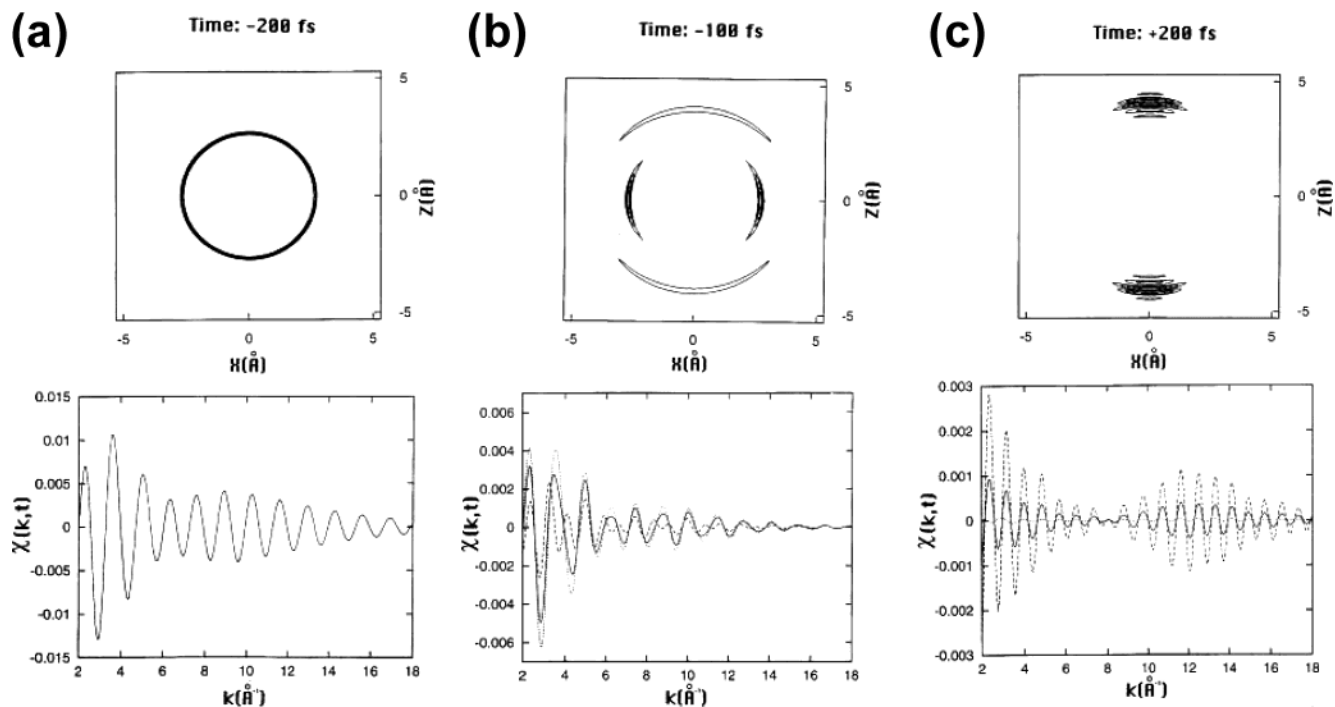 (a) Time: -200 fs
5
0
-5
Z(Å)
-5 0 5
X(Å)
0.015
0.01
0.005
0
-0.005
-0.01
-0.015
χ(k,t)
2 4 6 8 10 12 14 16 18
k(Å⁻¹)
(b) Time: -100 fs
5
0
-5
Z(Å)
-5 0 5
X(Å)
0.006
0.004
0.002
0
-0.002
-0.004
-0.006
χ(k,t)
2 4 6 8 10 12 14 16 18
k(Å⁻¹)
(c) Time: +200 fs
5
0
-5
Z(Å)
-5 0 5
X(Å)
0.003
0.002
0.001
0
-0.001
-0.002
-0.003
χ(k,t)
2 4 6 8 10 12 14 16 18
k(Å⁻¹)